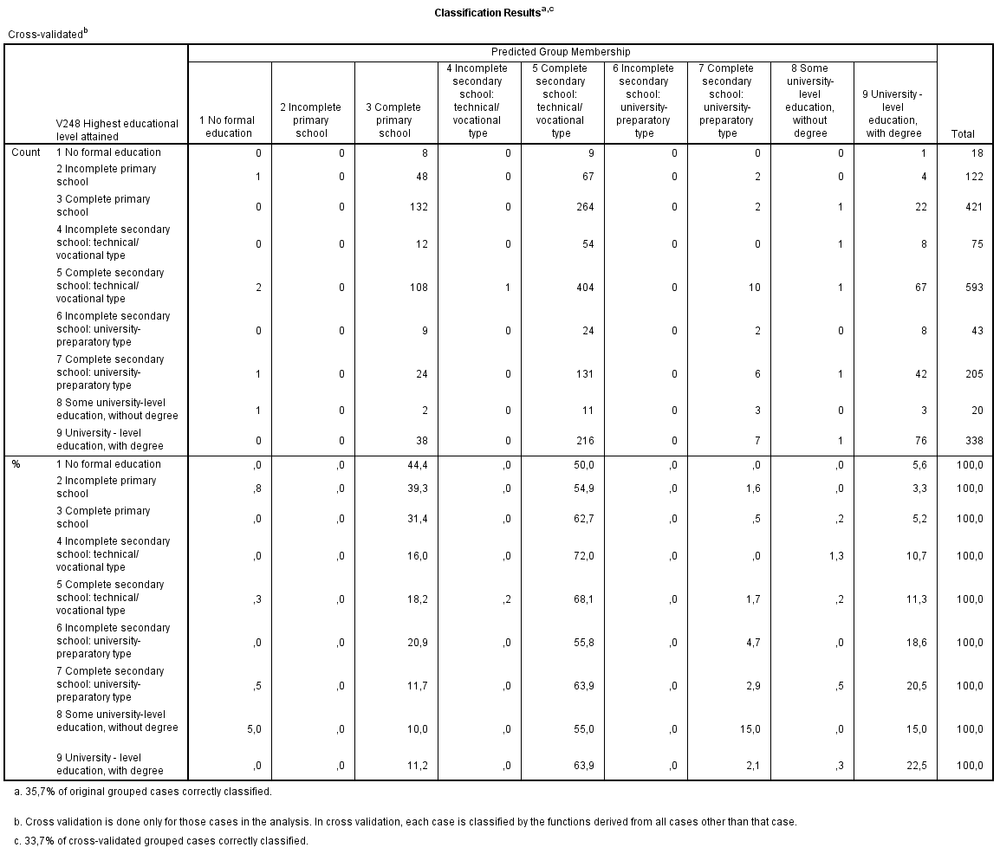 Classification Resultsa,c
Cross-validatedb
Predicted Group Membership
V248 Highest educational level attained 1 No formal education 2 Incomplete primary school 3 Complete primary school 4 Incomplete secondary school: technical/ vocational type 5 Complete secondary school: technical/ vocational type 6 Incomplete secondary school: university- preparatory type 7 Complete secondary school: university- preparatory type 8 Some university- level education, without degree 9 University - level education, with degree Total
Count 1 No formal education 0 0 8 0 9 0 0 0 1 18
2 Incomplete primary school 1 0 48 0 67 0 2 0 4 122
3 Complete primary school 0 0 132 0 264 0 2 1 22 421
4 Incomplete secondary school: technical/ vocational type 0 0 12 0 54 0 0 1 8 75
5 Complete secondary school: technical/ vocational type 2 0 108 1 404 0 10 1 67 593
6 Incomplete secondary school: university- preparatory type 0 0 9 0 24 0 2 0 8 43
7 Complete secondary school: university- preparatory type 1 0 24 0 131 0 6 1 42 205
8 Some university-level education, without degree 1 0 2 0 11 0 3 0 3 20
9 University - level education, with degree 0 0 38 0 216 0 7 1 76 338
% 1 No formal education ,0 ,0 44,4 ,0 50,0 ,0 ,0 ,0 5,6 100,0
2 Incomplete primary school ,8 ,0 39,3 ,0 54,9 ,0 1,6 ,0 3,3 100,0
3 Complete primary school ,0 ,0 31,4 ,0 62,7 ,0 ,5 ,2 5,2 100,0
4 Incomplete secondary school: technical/ vocational type ,0 ,0 16,0 ,0 72,0 ,0 ,0 1,3 10,7 100,0
5 Complete secondary school: technical/ vocational type ,3 ,0 18,2 ,2 68,1 ,0 1,7 ,2 11,3 100,0
6 Incomplete secondary school: university- preparatory type ,0 ,0 20,9 ,0 55,8 ,0 4,7 ,0 18,6 100,0
7 Complete secondary school: university- preparatory type ,5 ,0 11,7 ,0 63,9 ,0 2,9 ,5 20,5 100,0
8 Some university-level education, without degree 5,0 ,0 10,0 ,0 55,0 ,0 15,0 ,0 15,0 100,0
9 University - level education, with degree ,0 ,0 11,2 ,0 63,9 ,0 2,1 ,3 22,5 100,0
a. 35,7% of original grouped cases correctly classified.
b. Cross validation is done only for those cases in the analysis. In cross validation, each case is classified by the functions derived from all cases other than that case.
c. 33,7% of cross-validated grouped cases correctly classified.